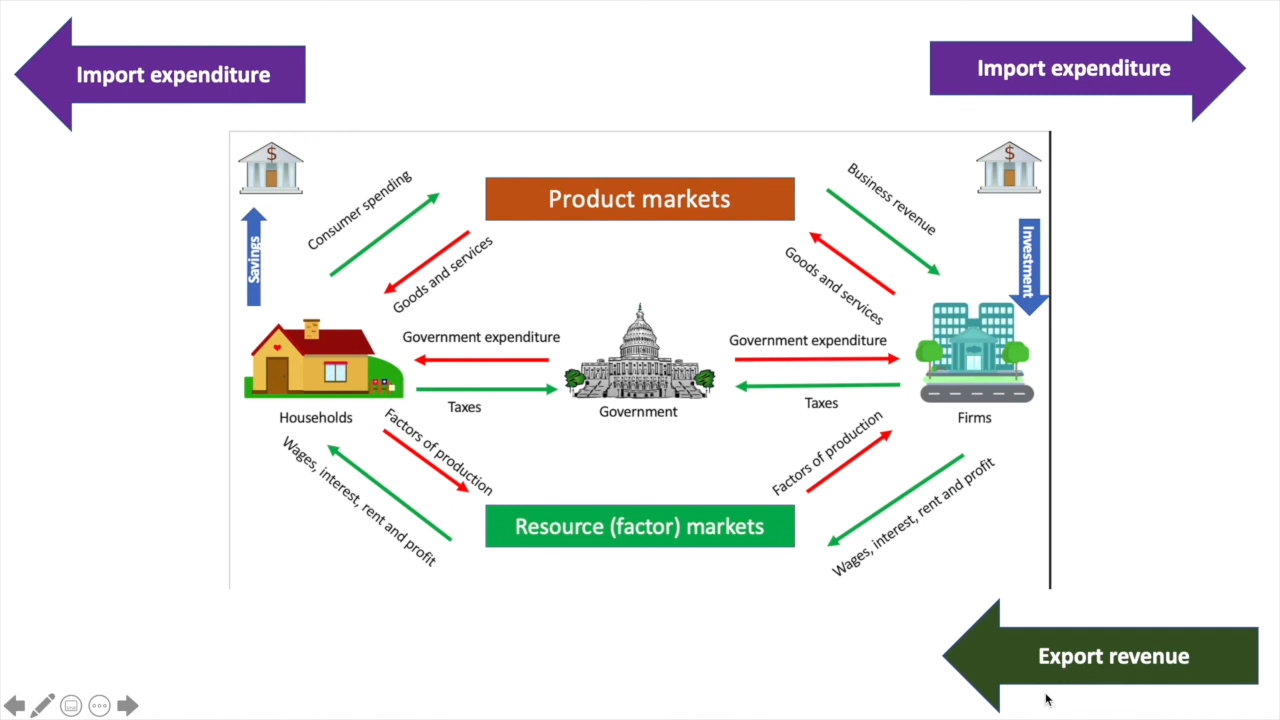 Import expenditure
Import expenditure
$
$
Consumer spending
Product markets
Business revenue
Savings
Goods and services
Goods and services
Investment
Government expenditure
Government expenditure
Taxes
Taxes
Households
Government
Firms
Factors of production
Factors of production
Wages, interest, rent and profit
Wages, interest, rent and profit
Resource (factor) markets
Export revenue